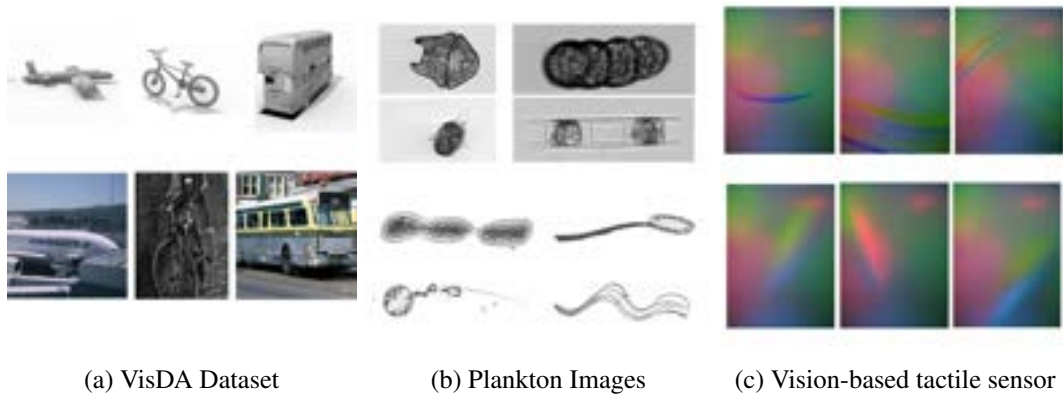 (a) VisDA Dataset
(b) Plankton Images
(c) Vision-based tactile sensor